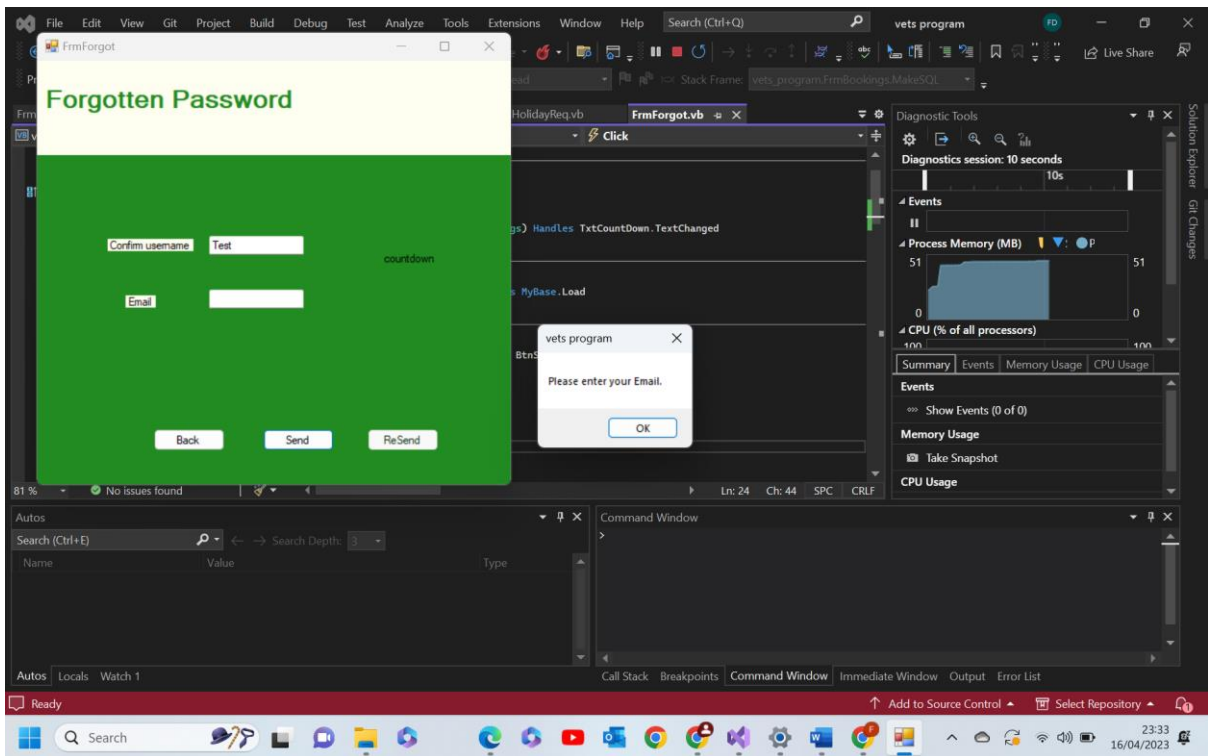 File Edit View Git Project Build Debug Test Analyze Tools Extensions Window Help Search (Ctrl+Q) vets program FD
FrmForgot
Live Share
Stack Frame: vets_program.FrmBookings.MakeSQL
Forgotten Password
HolidayReq.vb FrmForgot.vb
Click
Confirm username Test
countdown
Email
Back Send ReSend
gs) Handles TxtCountDown.TextChanged
s MyBase.Load
BtnS
vets program
Please enter your Email.
OK
Diagnostic Tools
Diagnostics session: 10 seconds
10s
Events
Process Memory (MB) P
51 51
0 0
CPU (% of all processors)
100 100
Summary Events Memory Usage CPU Usage
Events
Show Events (0 of 0)
Memory Usage
Take Snapshot
CPU Usage
Solution Explorer
Git Changes
81 % No issues found Ln: 24 Ch: 44 SPC CRLF
Autos
Search (Ctrl+E) Search Depth: 3
Name Value Type
Autos Locals Watch 1
Command Window
>
Call Stack Breakpoints Command Window Immediate Window Output Error List
Ready Add to Source Control Select Repository
Search
23:33
16/04/2023